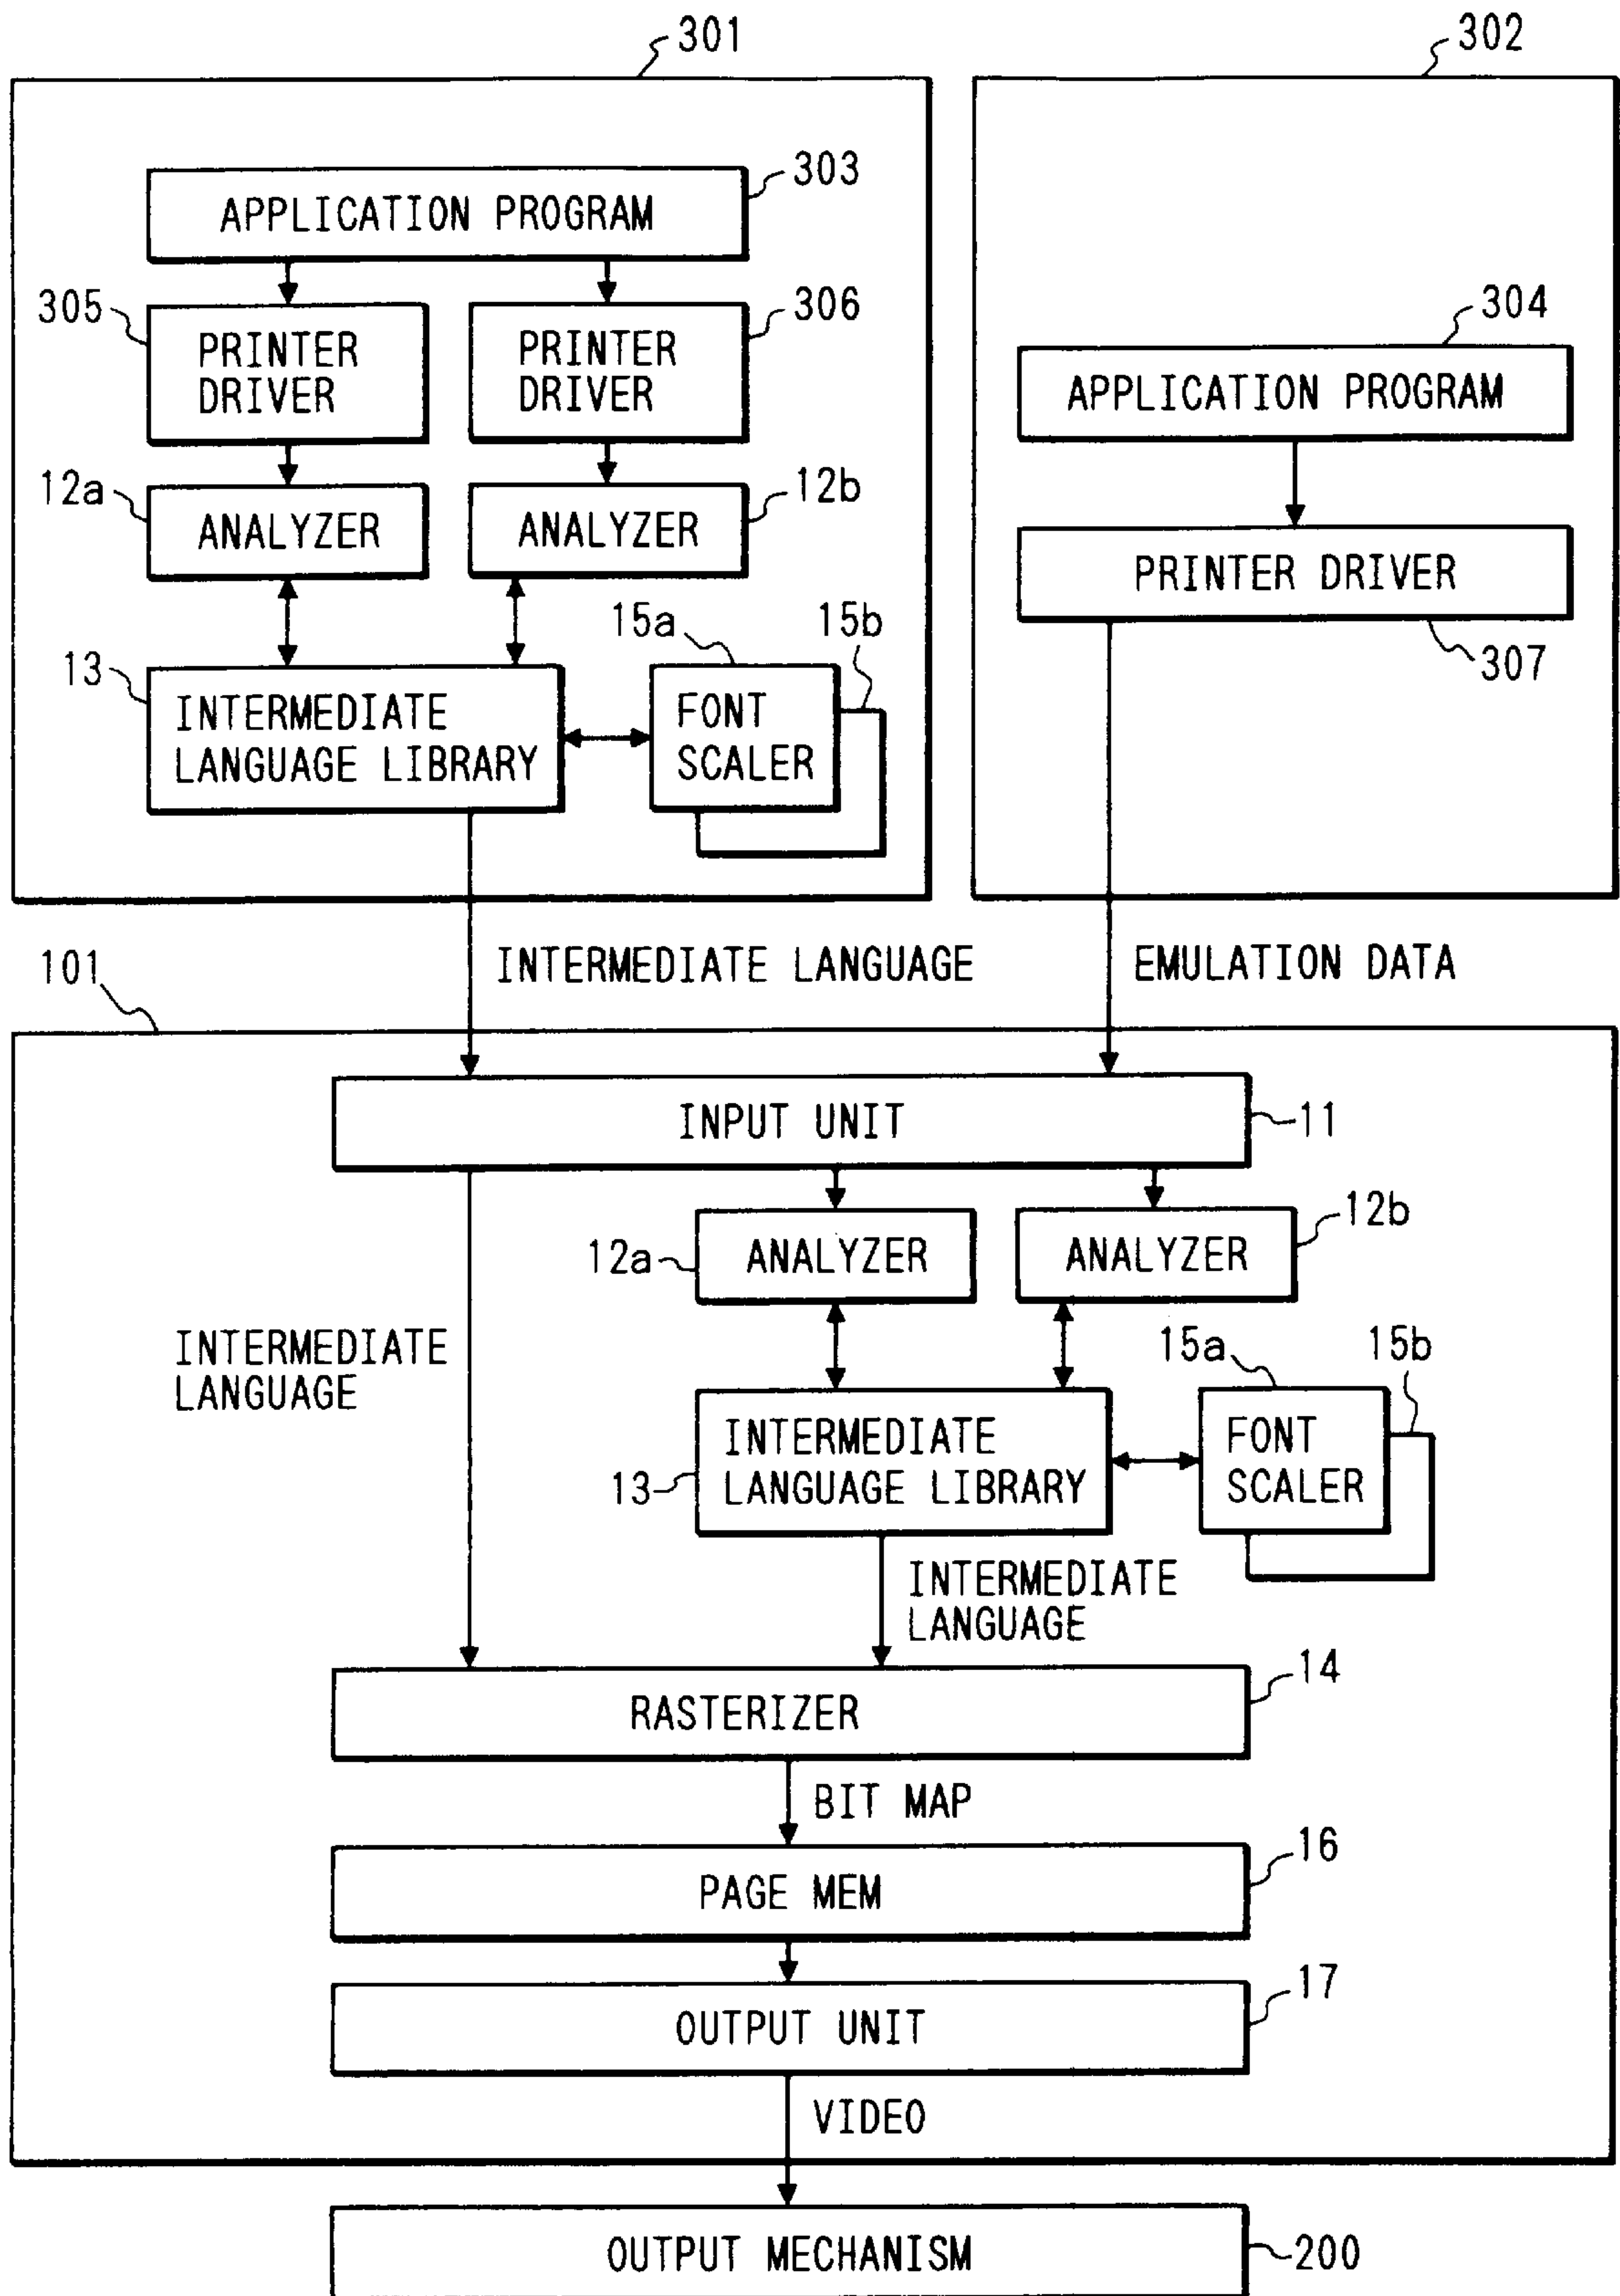 301
302
303
APPLICATION PROGRAM
305
PRINTER
DRIVER
306
PRINTER
DRIVER
304
APPLICATION PROGRAM
12a
ANALYZER
12b
ANALYZER
PRINTER DRIVER
307
13
INTERMEDIATE
LANGUAGE LIBRARY
15a
15b
FONT
SCALER
101
INTERMEDIATE LANGUAGE
EMULATION DATA
INPUT UNIT
11
12a
ANALYZER
12b
ANALYZER
INTERMEDIATE
LANGUAGE
13
INTERMEDIATE
LANGUAGE LIBRARY
15a
15b
FONT
SCALER
INTERMEDIATE
LANGUAGE
14
RASTERIZER
BIT MAP
16
PAGE MEM
17
OUTPUT UNIT
VIDEO
OUTPUT MECHANISM
200